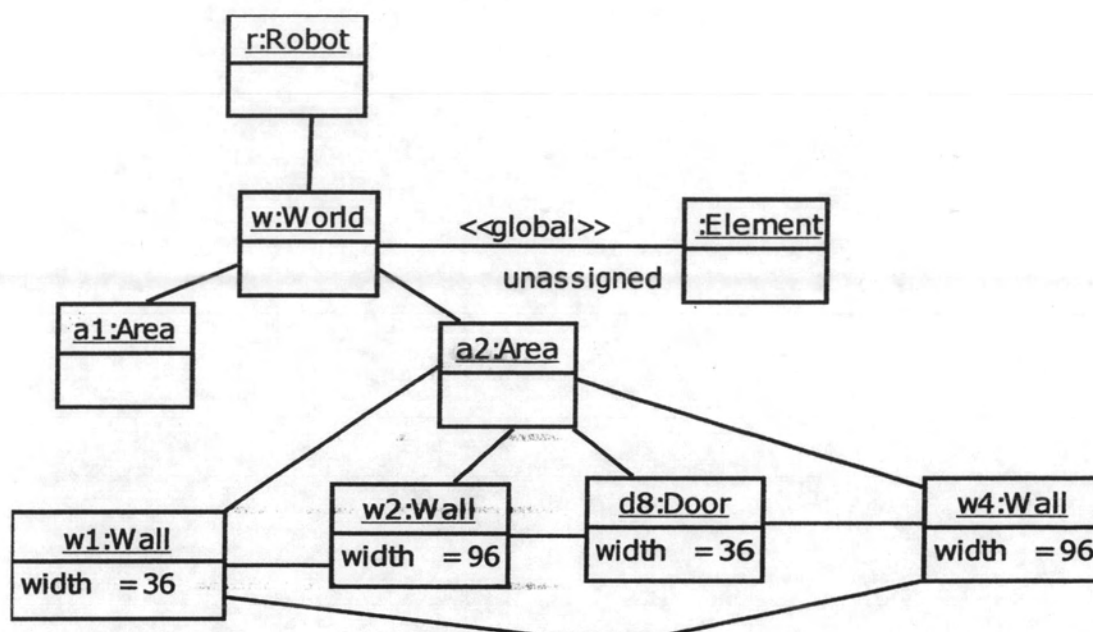 r:Robot
w:World
<<global>>
:Element
unassigned
a1:Area
a2:Area
w1:Wall
width =36
w2:Wall
width =96
d8:Door
width =36
w4:Wall
width =96